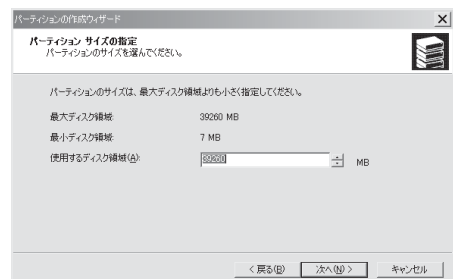 パーティションの作成ウィザード
パーティション サイズの指定
パーティションのサイズを選んでください。
パーティションのサイズは、最大ディスク領域よりも小さく指定してください。
最大ディスク領域: 39260 MB
最小ディスク領域: 7 MB
使用するディスク領域(A): 39260 MB
< 戻る(B) 次へ(N) > キャンセル